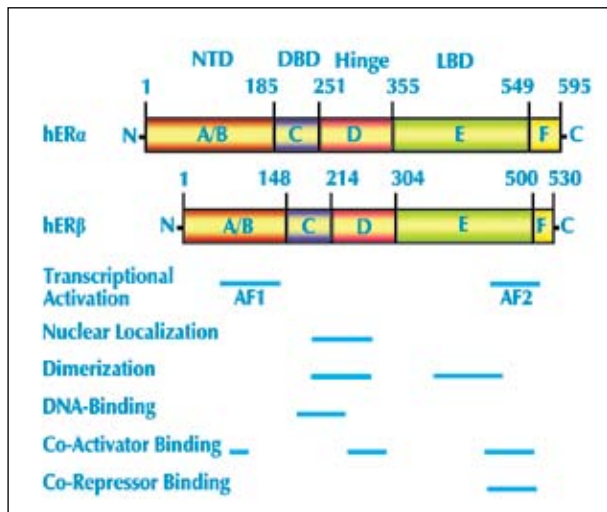 NTD DBD Hinge LBD
1 185 251 355 549 595
hERα N A/B C D E F C
1 148 214 304 500 530
hERβ N A/B C D E F C
Transcriptional
Activation AF1 AF2
Nuclear Localization
Dimerization
DNA-Binding
Co-Activator Binding
Co-Repressor Binding